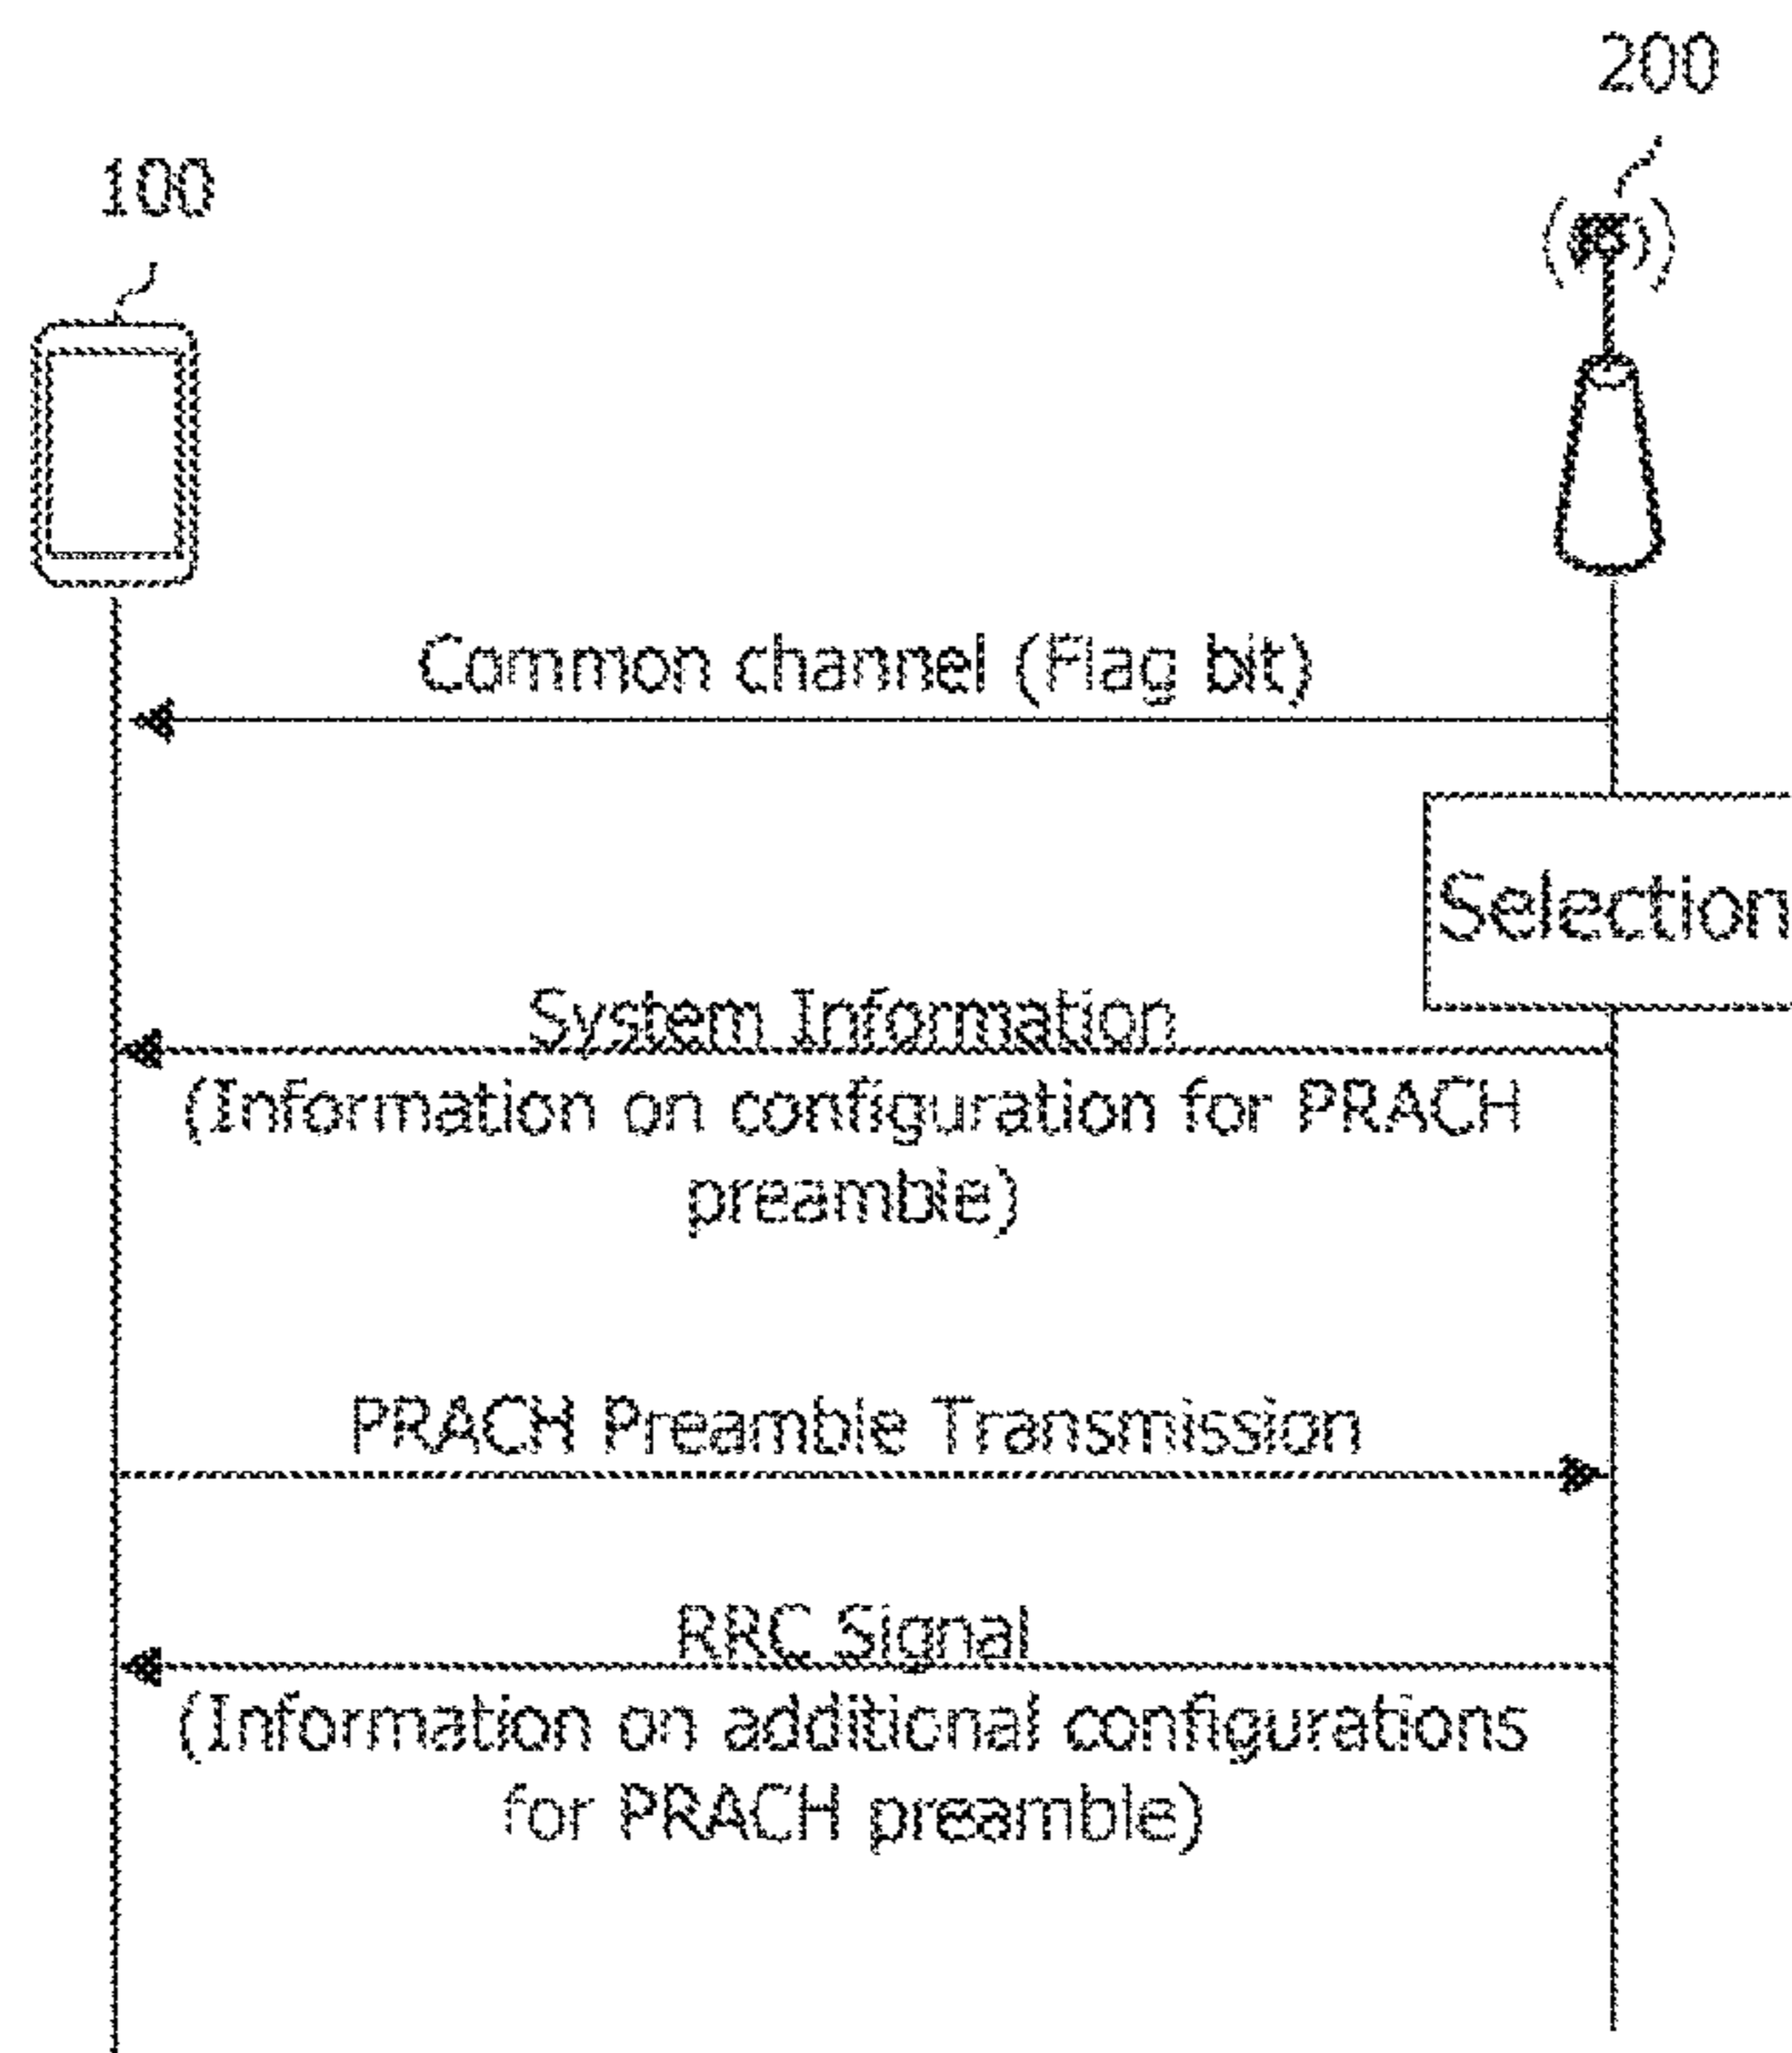 200
100
Common channel (Flag bit)
Selection
System Information
(Information on configuration for PRACH
preamble)
PRACH Preamble Transmission
RRC Signal
(Information on additional configurations
for PRACH preamble)